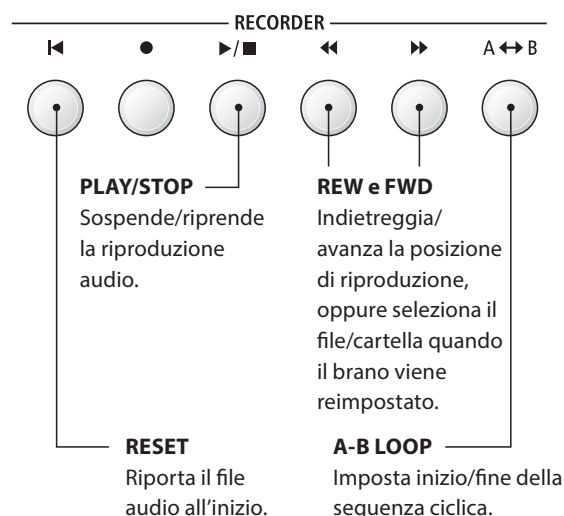 RECORDER
A ↔ B
PLAY/STOP
Sospende/riprende
la riproduzione
audio.
REW e FWD
Indietreggia/
avanza la posizione
di riproduzione,
oppure seleziona il
file/cartella quando
il brano viene
reimpostato.
RESET
Riporta il file
audio all’inizio.
A-B LOOP
Imposta inizio/fine della
sequenza ciclica.